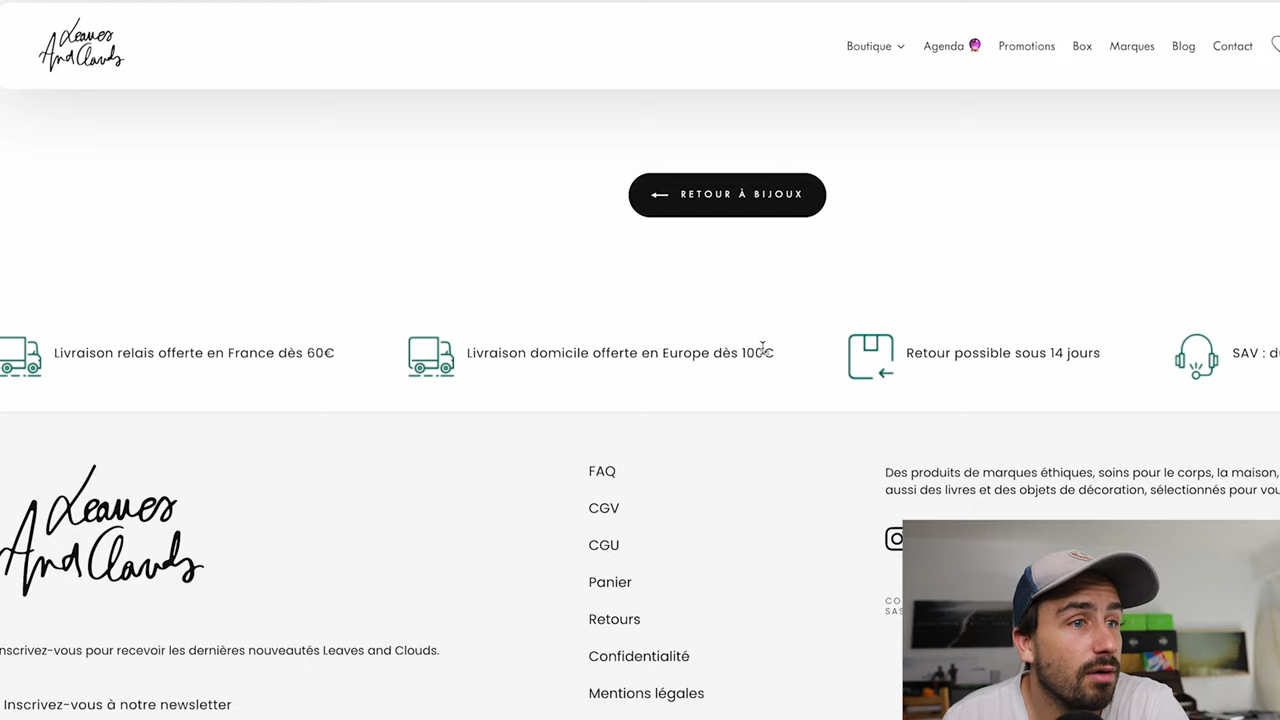 Leaves
And Clouds
Boutique
Agenda
Promotions
Box
Marques
Blog
Contact
RETOUR À BIJOUX
Livraison relais offerte en France dès 60€
Livraison domicile offerte en Europe dès 100€
Retour possible sous 14 jours
SAV : d
Leaves
And Clouds
nscrivez-vous pour recevoir les dernières nouveautés Leaves and Clouds.
Inscrivez-vous à notre newsletter
FAQ
CGV
CGU
Panier
Retours
Confidentialité
Mentions légales
Des produits de marques éthiques, soins pour le corps, la maison,
aussi des livres et des objets de décoration, sélectionnés pour vou
CO
SAS